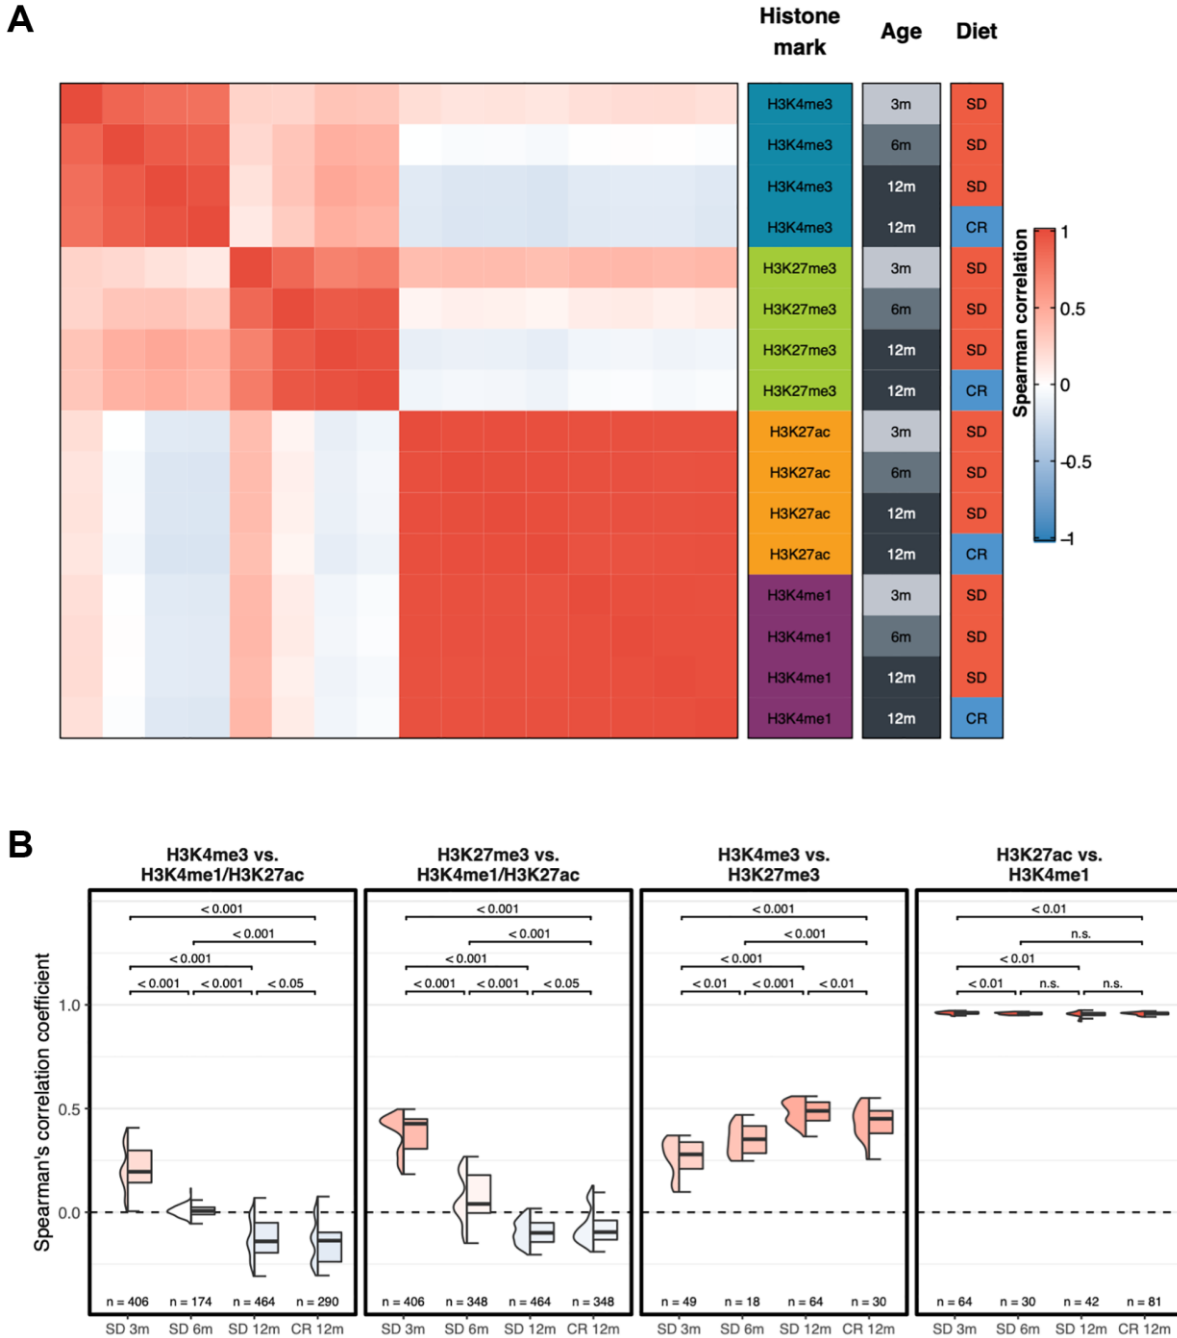 A
Histone mark Age Diet
H3K4me3 3m SD
H3K4me3 6m SD
H3K4me3 12m SD
H3K4me3 12m CR
H3K27me3 3m SD
H3K27me3 6m SD
H3K27me3 12m SD
H3K27me3 12m CR
H3K27ac 3m SD
H3K27ac 6m SD
H3K27ac 12m SD
H3K27ac 12m CR
H3K4me1 3m SD
H3K4me1 6m SD
H3K4me1 12m SD
H3K4me1 12m CR
Spearman correlation
1
0.5
0
-0.5
-1
B
Spearman's correlation coefficient
1.0
0.5
0.0
H3K4me3 vs.
H3K4me1/H3K27ac
< 0.001
< 0.001
< 0.001
< 0.001 < 0.001 < 0.05
n = 406 n = 174 n = 464 n = 290
SD 3m SD 6m SD 12m CR 12m
H3K27me3 vs.
H3K4me1/H3K27ac
< 0.001
< 0.001
< 0.001
< 0.001 < 0.001 < 0.05
n = 406 n = 348 n = 464 n = 348
SD 3m SD 6m SD 12m CR 12m
H3K4me3 vs.
H3K27me3
< 0.001
< 0.001
< 0.001
< 0.01 < 0.001 < 0.01
n = 49 n = 18 n = 64 n = 30
SD 3m SD 6m SD 12m CR 12m
H3K27ac vs.
H3K4me1
< 0.01
n.s.
< 0.01
< 0.01 n.s. n.s.
n = 64 n = 30 n = 42 n = 81
SD 3m SD 6m SD 12m CR 12m